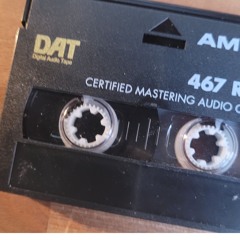 DAT
Digital Audio Tape
AM
467 R
CERTIFIED MASTERING AUDIO C